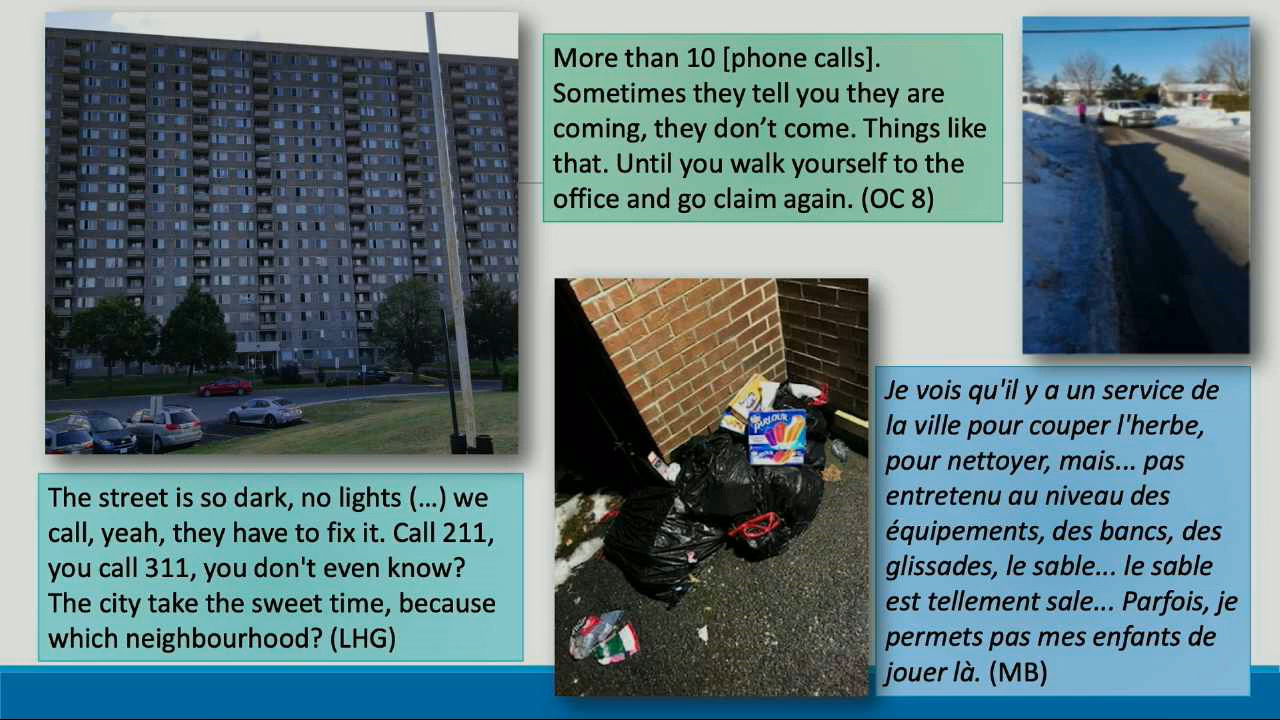 More than 10 [phone calls].
Sometimes they tell you they are
coming, they don’t come. Things like
that. Until you walk yourself to the
office and go claim again. (OC 8)
PARLOUR
The street is so dark, no lights (…) we
call, yeah, they have to fix it. Call 211,
you call 311, you don't even know?
The city take the sweet time, because
which neighbourhood? (LHG)
Je vois qu'il y a un service de
la ville pour couper l'herbe,
pour nettoyer, mais... pas
entretenu au niveau des
équipements, des bancs, des
glissades, le sable... le sable
est tellement sale... Parfois, je
permets pas mes enfants de
jouer là. (MB)